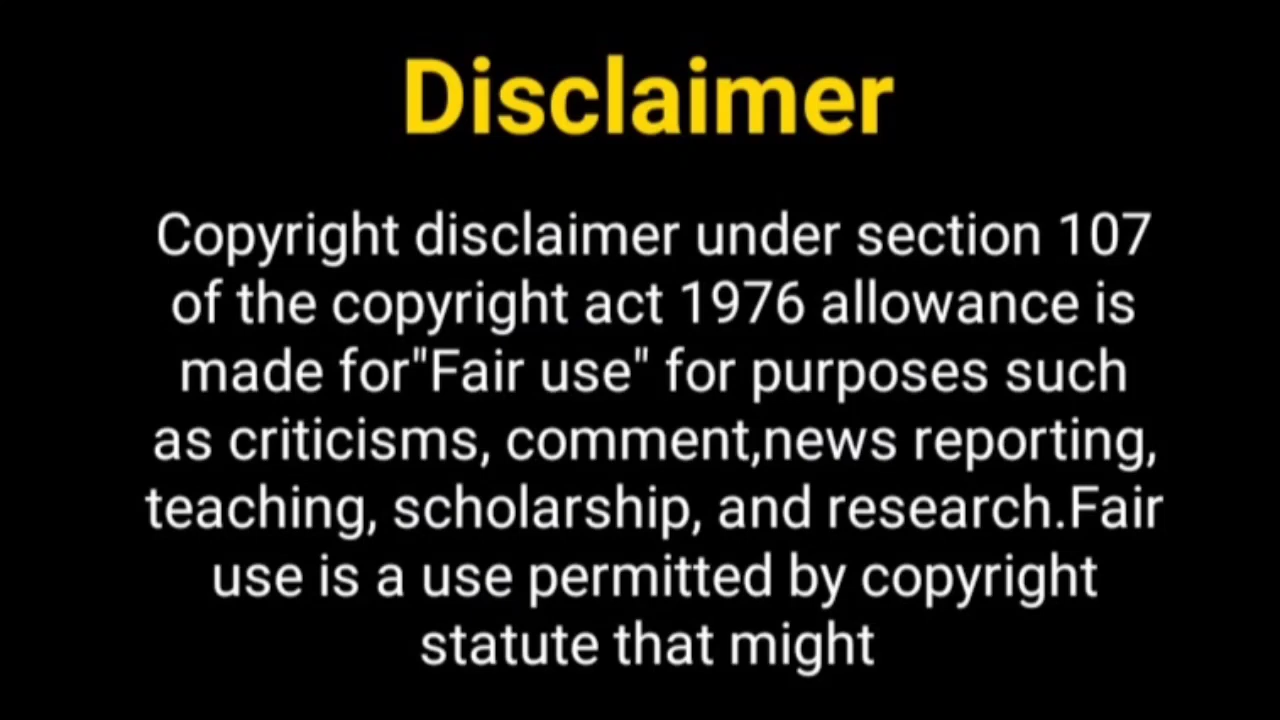 Disclaimer
Copyright disclaimer under section 107
of the copyright act 1976 allowance is
made for"Fair use" for purposes such
as criticisms, comment,news reporting,
teaching, scholarship, and research.Fair
use is a use permitted by copyright
statute that might